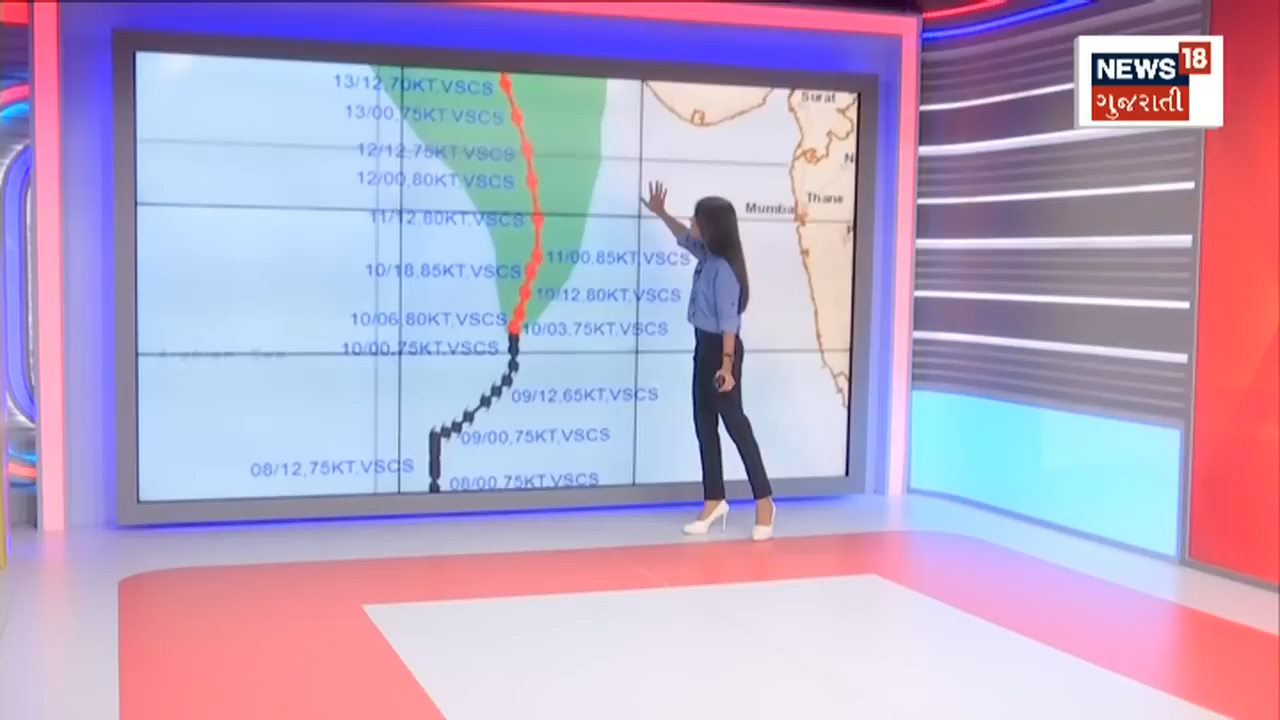 NEWS 18
ગુજરાતી
Surat
13/12,70KT,VSCS
13/00,75KT,VSCS
12/12,75KT,VSCS
12/00,80KT,VSCS
Thane
Mumbai
11/12,80KT,VSCS
11/00,85KT,VSCS
10/18,85KT,VSCS
10/12,80KT,VSCS
10/06,80KT,VSCS
10/03,75KT,VSCS
10/00,75KT,VSCS
Arabian Sea
09/12,65KT,VSCS
09/00,75KT,VSCS
08/12,75KT,VSCS
08/00,75KT,VSCS